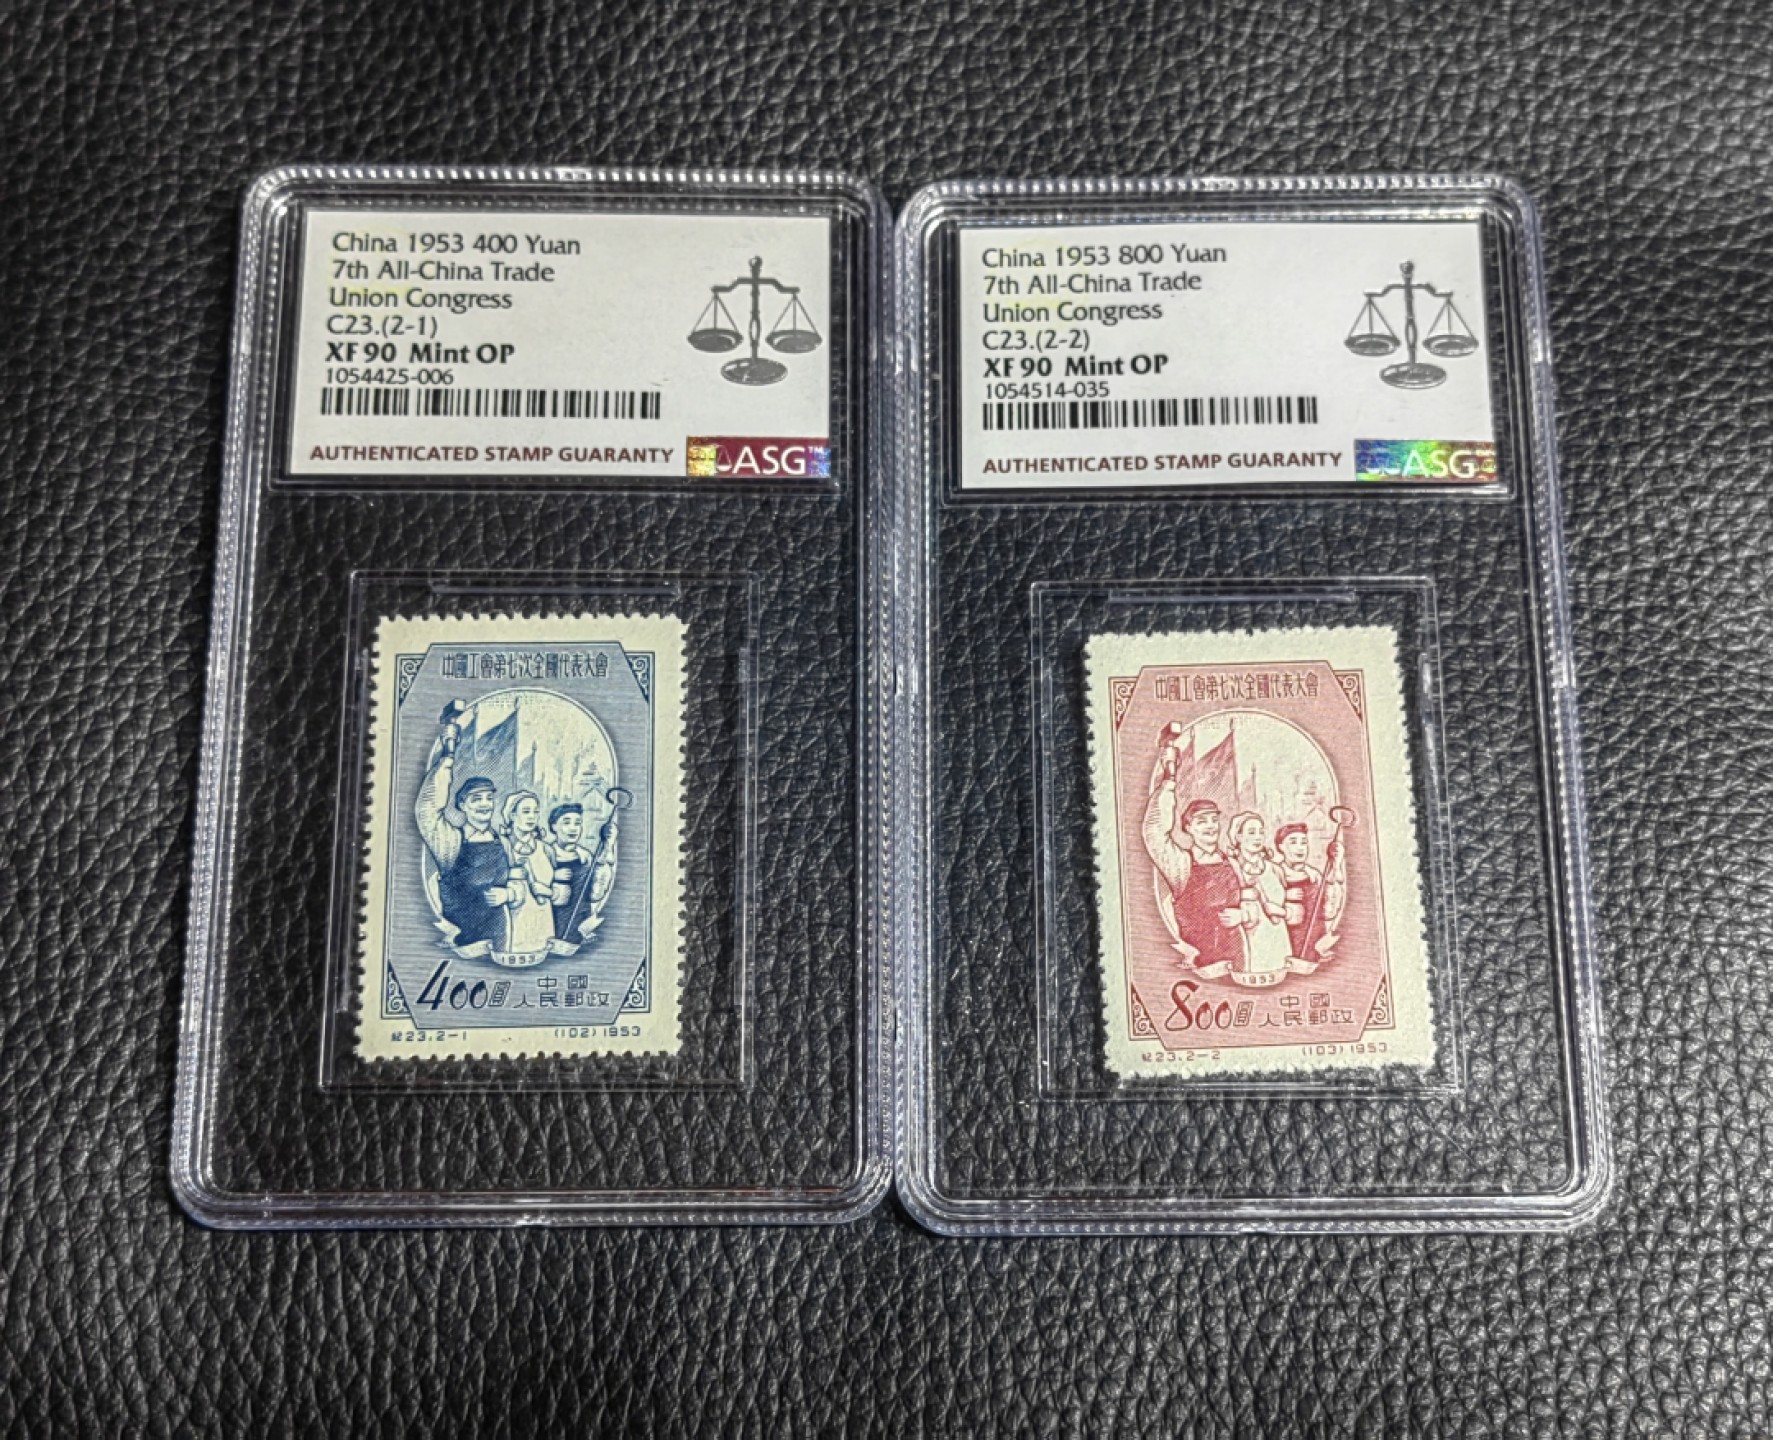 China 1953 400 Yuan
7th All-China Trade
Union Congress
C23.(2-1)
XF 90 Mint OP
1054425-006
AUTHENTICATED STAMP GUARANTY
ASG™
中國工會第七次全國代表大會
1953
400圓
中國
人民郵政
紀23.2-1
(102)1953
China 1953 800 Yuan
7th All-China Trade
Union Congress
C23.(2-2)
XF 90 Mint OP
1054514-035
AUTHENTICATED STAMP GUARANTY
ASG
中國工會第七次全國代表大會
1953
800圓
中國
人民郵政
紀23.2-2
(103)1953